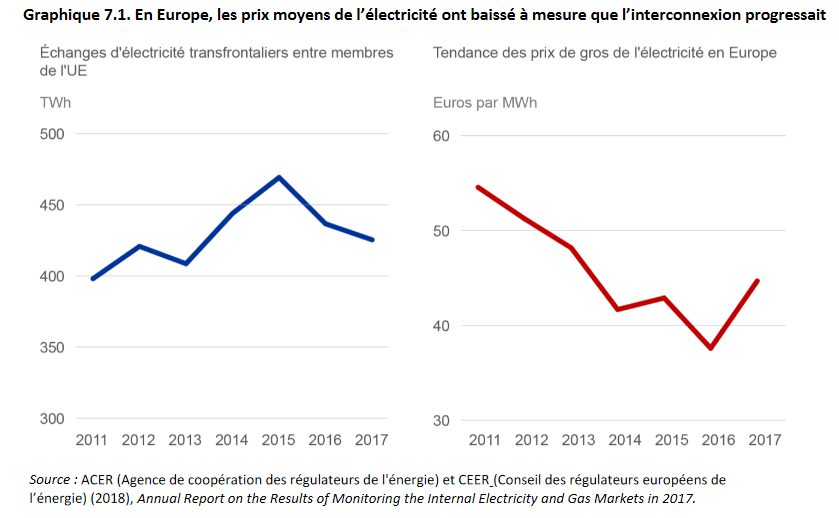 Graphique 7.1. En Europe, les prix moyens de l’électricité ont baissé à mesure que l’interconnexion progressait
Échanges d'électricité transfrontaliers entre membres
de l'UE
TWh
500
450
400
350
300
2011 2012 2013 2014 2015 2016 2017
Tendance des prix de gros de l'électricité en Europe
Euros par MWh
60
50
40
30
2011 2012 2013 2014 2015 2016 2017
Source : ACER (Agence de coopération des régulateurs de l'énergie) et CEER (Conseil des régulateurs européens de
l’énergie) (2018), Annual Report on the Results of Monitoring the Internal Electricity and Gas Markets in 2017.